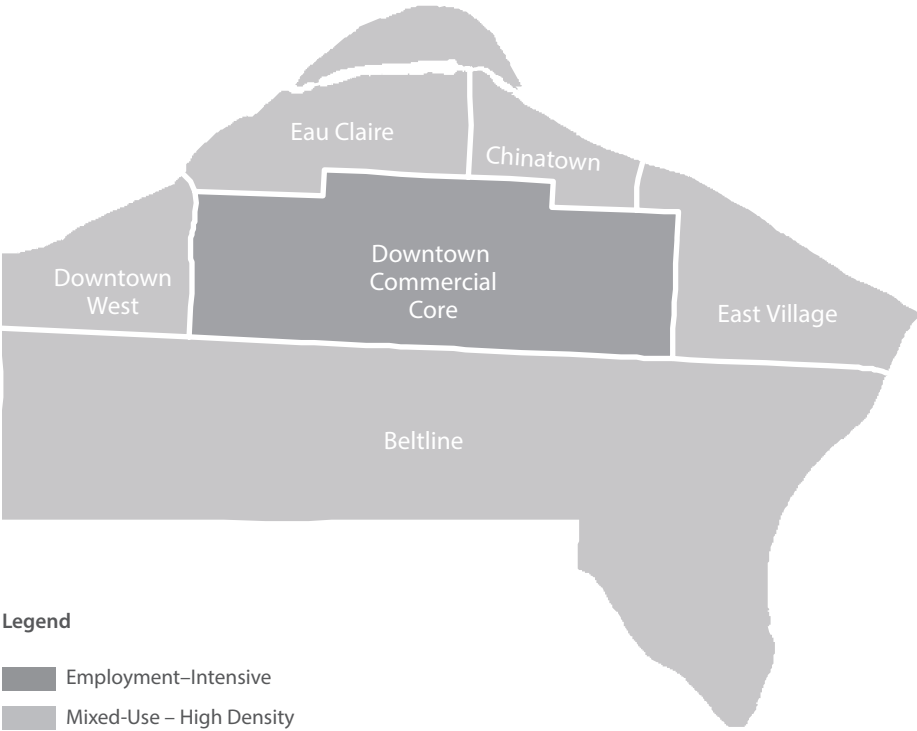 Eau Claire
Chinatown
Downtown
Commercial
Core
Downtown
West
East Village
Beltline
Legend
Employment–Intensive
Mixed-Use – High Density